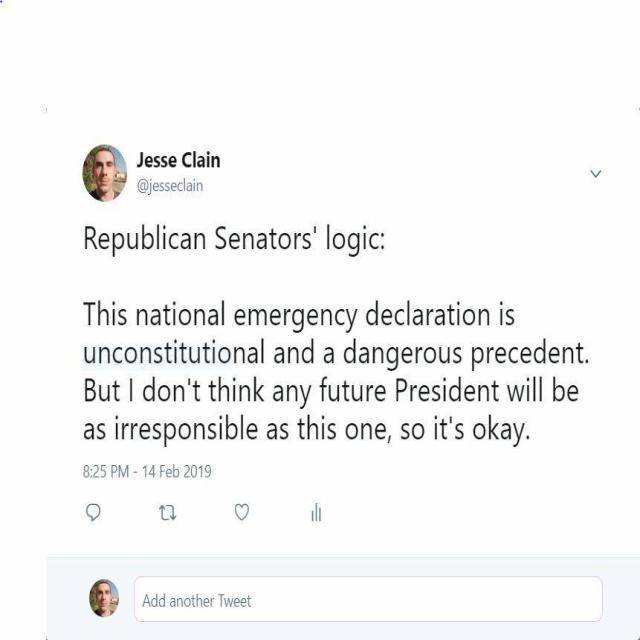 Jesse Clain
@jesseclain
Republican Senators' logic:
This national emergency declaration is
unconstitutional and a dangerous precedent.
But I don't think any future President will be
as irresponsible as this one, so it's okay.
8:25 PM - 14 Feb 2019
Add another Tweet